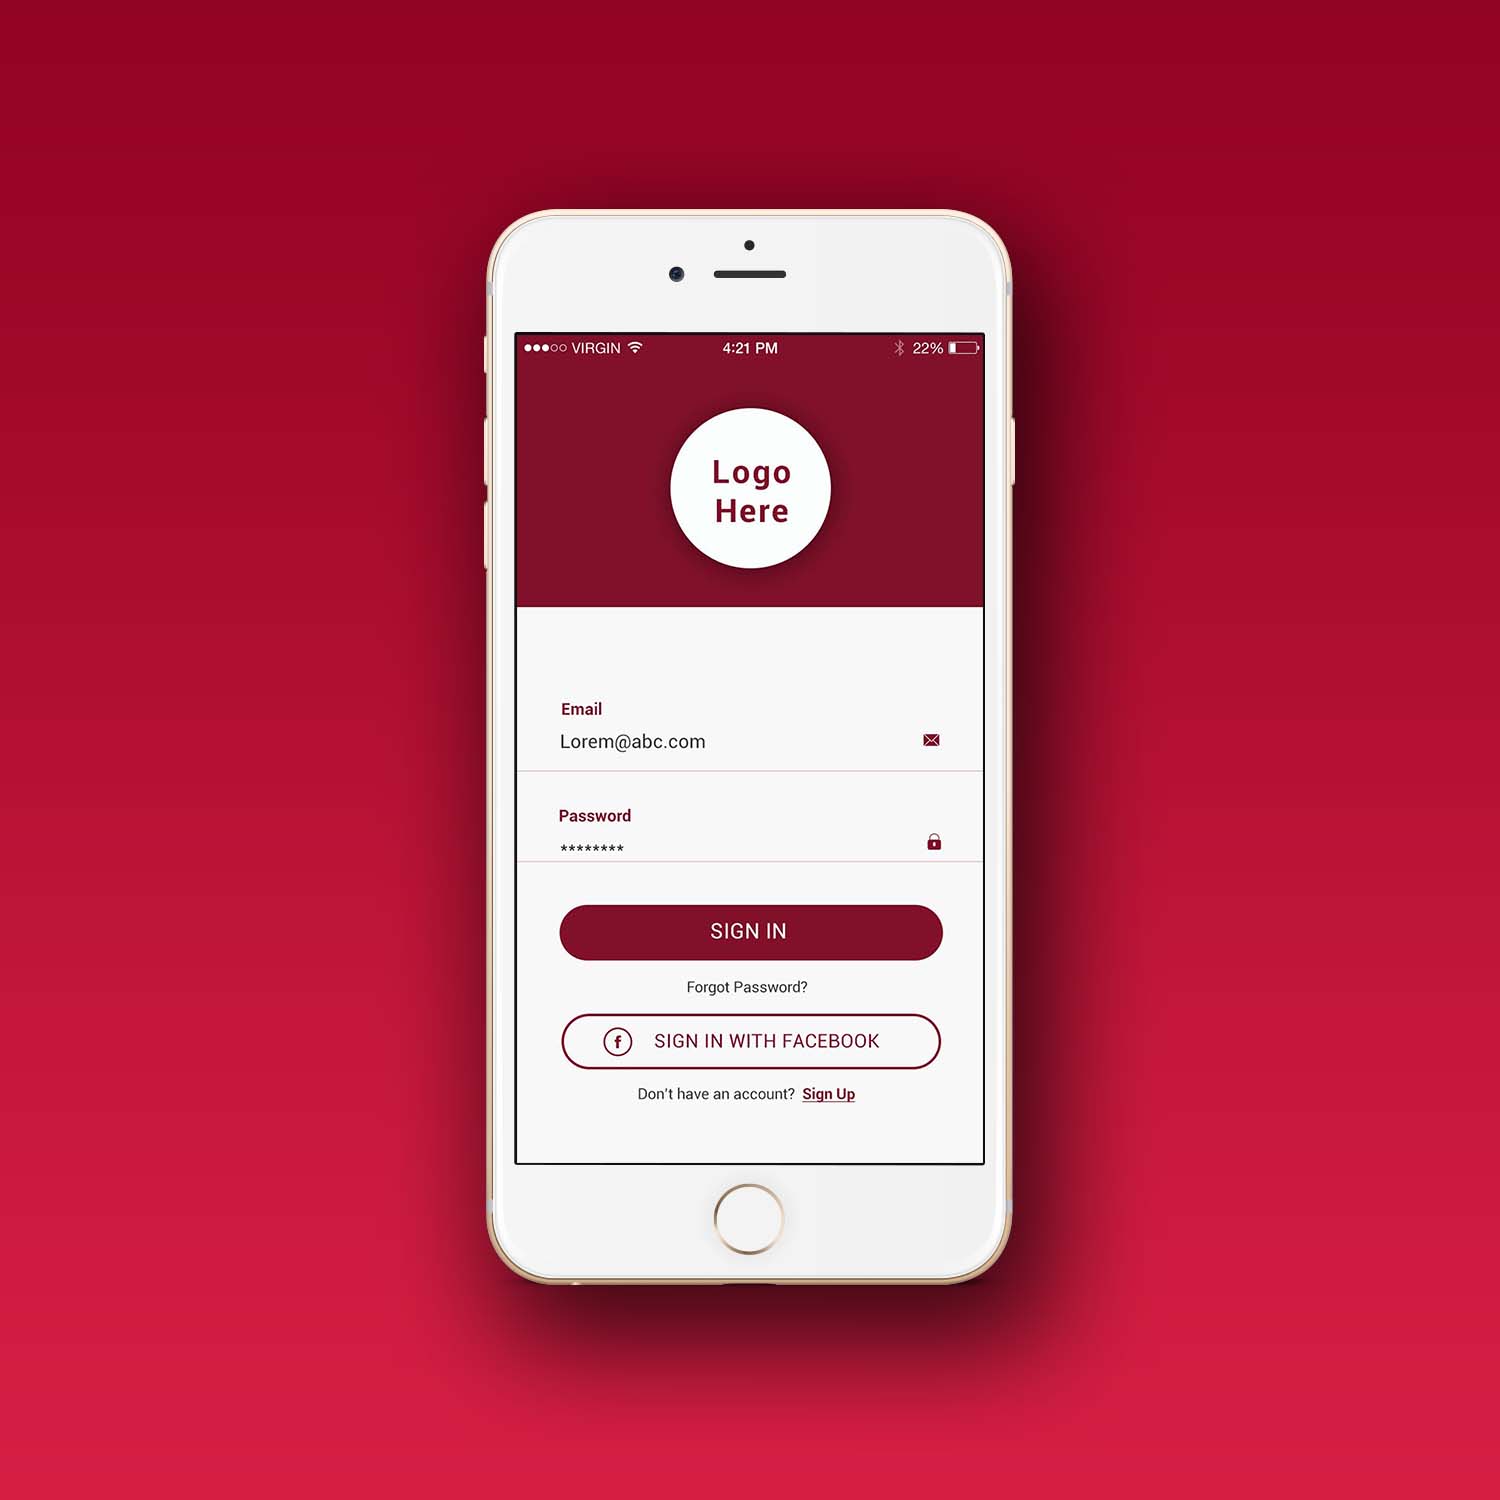 VIRGIN 4:21 PM 22%
Logo
Here
Email
Lorem@abc.com
Password
********
SIGN IN
Forgot Password?
f SIGN IN WITH FACEBOOK
Don't have an account? Sign Up